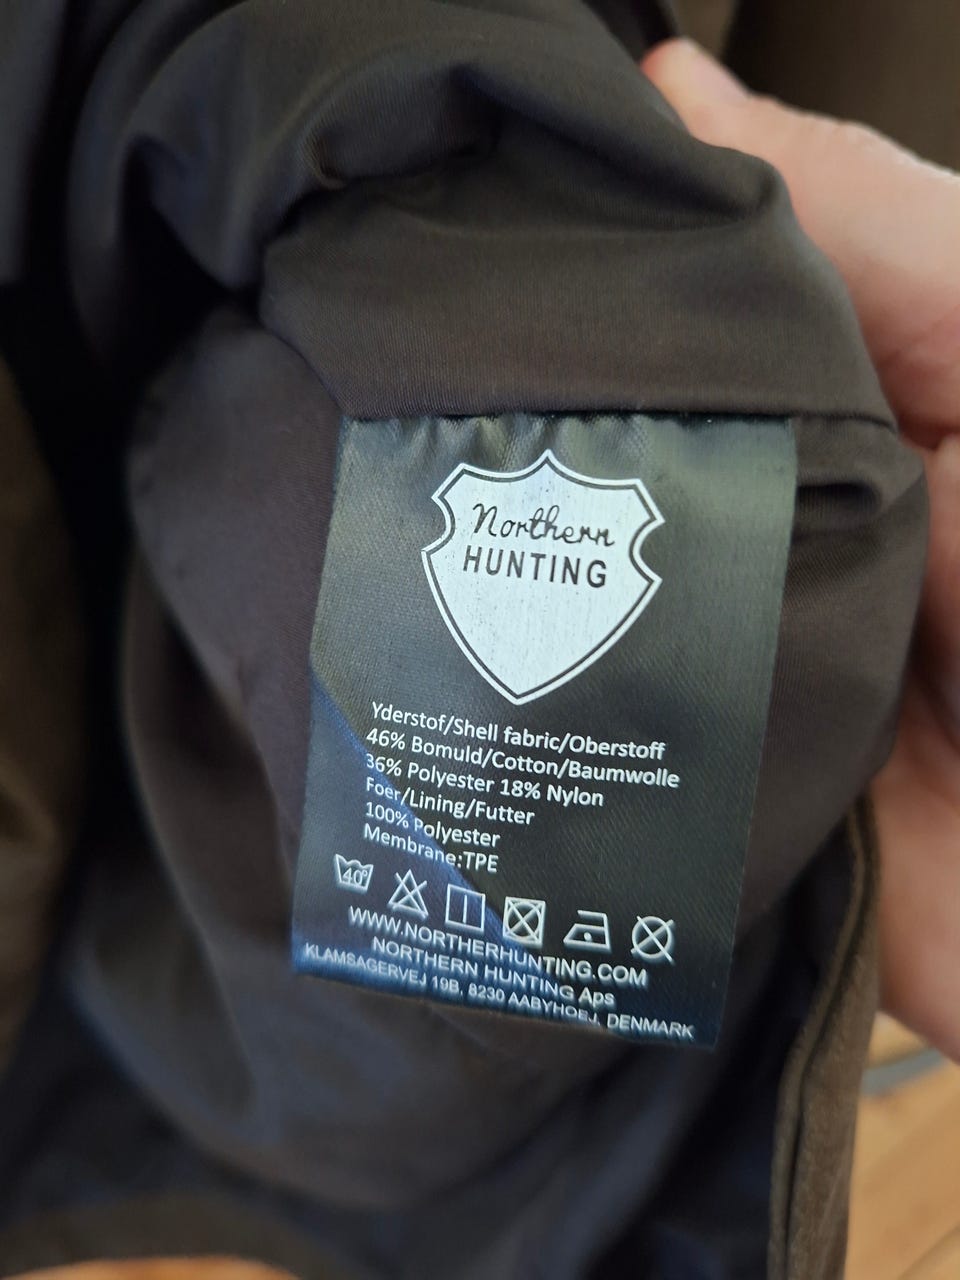 Northern
HUNTING
Yderstof/Shell fabric/Oberstoff
46% Bomuld/Cotton/Baumwolle
36% Polyester 18% Nylon
Foer/Lining/Futter
100% Polyester
Membrane:TPE
40°
WWW.NORTHERHUNTING.COM
NORTHERN HUNTING Aps
KLAMSAGERVEJ 19B, 8230 AABYHOEJ, DENMARK